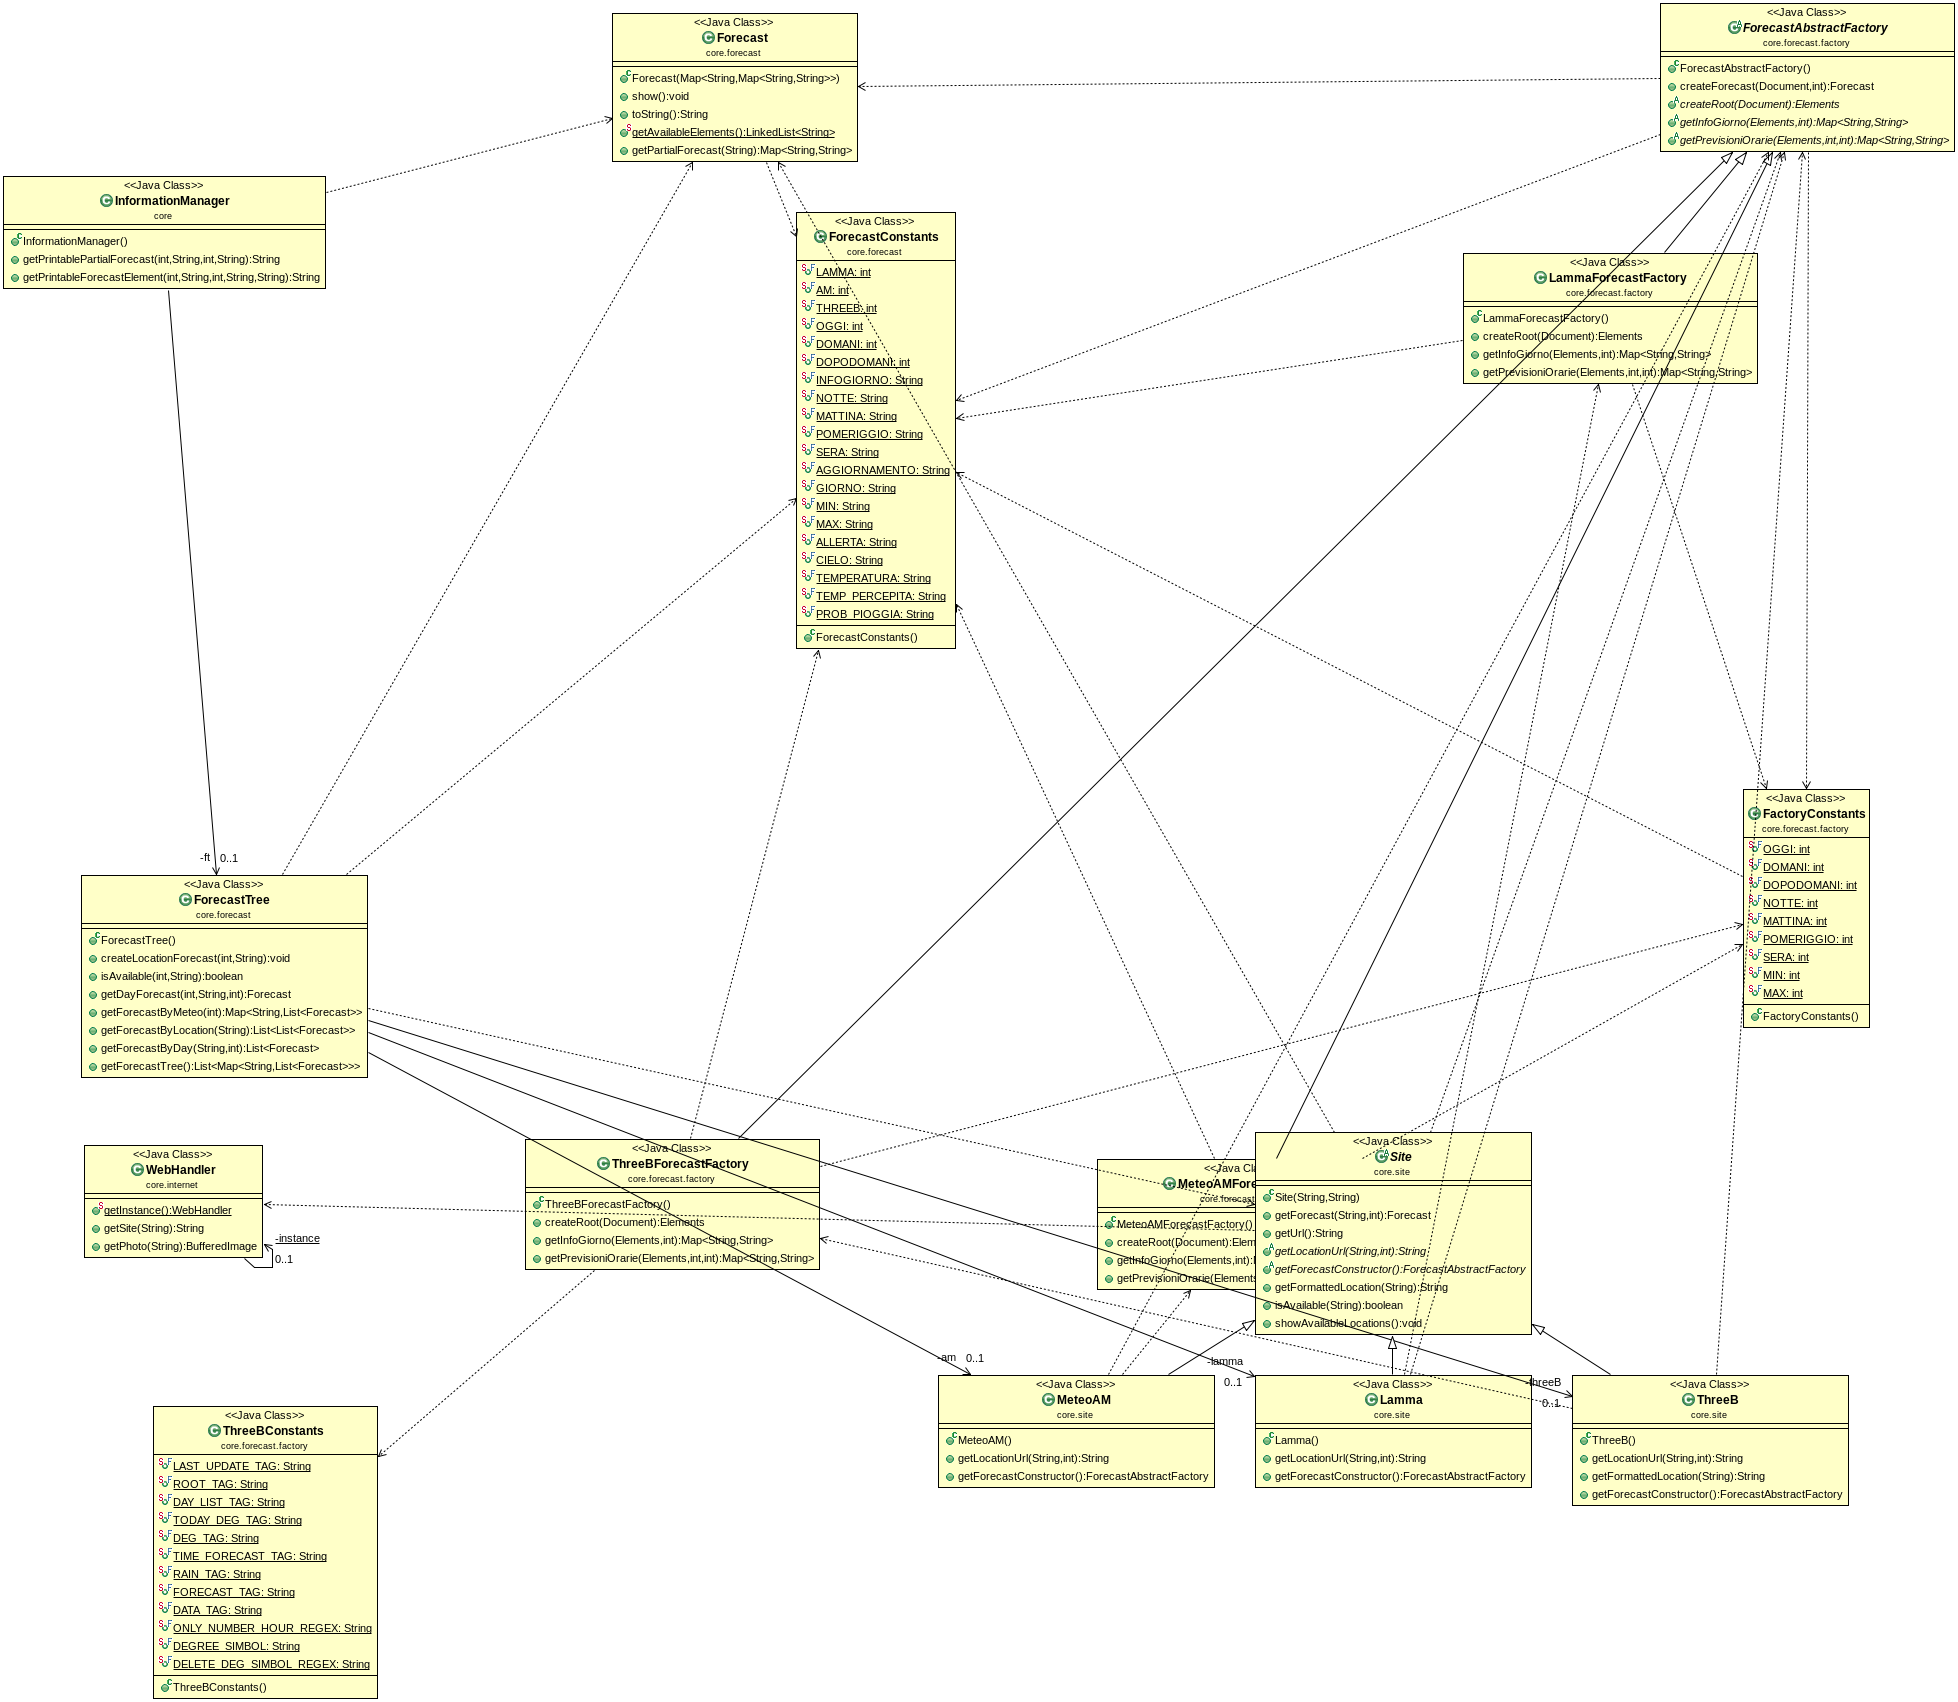 <<Java Class>>
Forecast
core.forecast
Forecast(Map<String,Map<String,String>>)
show():void
toString():String
getAvailableElements():LinkedList<String>
getPartialForecast(String):Map<String,String>
<<Java Class>>
ForecastAbstractFactory
core.forecast.factory
ForecastAbstractFactory()
createForecast(Document,int):Forecast
createRoot(Document):Elements
getInfoGiorno(Elements,int):Map<String,String>
getPrevisioniOrarie(Elements,int,int):Map<String,String>
<<Java Class>>
InformationManager
core
InformationManager()
getPrintablePartialForecast(int,String,int,String):String
getPrintableForecastElement(int,String,int,String,String):String
<<Java Class>>
ForecastConstants
core.forecast
LAMMA: int
AM: int
THREEB: int
OGGI: int
DOMANI: int
DOPODOMANI: int
INFOGIORNO: String
NOTTE: String
MATTINA: String
POMERIGGIO: String
SERA: String
AGGIORNAMENTO: String
GIORNO: String
MIN: String
MAX: String
ALLERTA: String
CIELO: String
TEMPERATURA: String
TEMP_PERCEPITA: String
PROB_PIOGGIA: String
ForecastConstants()
<<Java Class>>
LammaForecastFactory
core.forecast.factory
LammaForecastFactory()
createRoot(Document):Elements
getInfoGiorno(Elements,int):Map<String,String>
getPrevisioniOrarie(Elements,int,int):Map<String,String>
<<Java Class>>
FactoryConstants
core.forecast.factory
OGGI: int
DOMANI: int
DOPODOMANI: int
NOTTE: int
MATTINA: int
POMERIGGIO: int
SERA: int
MIN: int
MAX: int
FactoryConstants()
-ft 0..1
<<Java Class>>
ForecastTree
core.forecast
ForecastTree()
createLocationForecast(int,String):void
isAvailable(int,String):boolean
getDayForecast(int,String,int):Forecast
getForecastByMeteo(int):Map<String,List<Forecast>>
getForecastByLocation(String):List<List<Forecast>>
getForecastByDay(String,int):List<Forecast>
getForecastTree():List<Map<String,List<Forecast>>>
<<Java Class>>
WebHandler
core.internet
getInstance():WebHandler
getSite(String):String
getPhoto(String):BufferedImage
-instance
0..1
<<Java Class>>
ThreeBForecastFactory
core.forecast.factory
ThreeBForecastFactory()
createRoot(Document):Elements
getInfoGiorno(Elements,int):Map<String,String>
getPrevisioniOrarie(Elements,int,int):Map<String,String>
<<Java Cla
MeteoAMFore
core.forecast
MeteoAMForecastFactory()
createRoot(Document):Elem
getInfoGiorno(Elements,int):
getPrevisioniOrarie(Elements
<<Java Class>>
Site
core.site
Site(String,String)
getForecast(String,int):Forecast
getUrl():String
getLocationUrl(String,int):String
getForecastConstructor():ForecastAbstractFactory
getFormattedLocation(String):String
isAvailable(String):boolean
showAvailableLocations():void
-am 0..1
-lamma
0..1
-threeB
0..1
<<Java Class>>
MeteoAM
core.site
MeteoAM()
getLocationUrl(String,int):String
getForecastConstructor():ForecastAbstractFactory
<<Java Class>>
Lamma
core.site
Lamma()
getLocationUrl(String,int):String
getForecastConstructor():ForecastAbstractFactory
<<Java Class>>
ThreeB
core.site
ThreeB()
getLocationUrl(String,int):String
getFormattedLocation(String):String
getForecastConstructor():ForecastAbstractFactory
<<Java Class>>
ThreeBConstants
core.forecast.factory
LAST_UPDATE_TAG: String
ROOT_TAG: String
DAY_LIST_TAG: String
TODAY_DEG_TAG: String
DEG_TAG: String
TIME_FORECAST_TAG: String
RAIN_TAG: String
FORECAST_TAG: String
DATA_TAG: String
ONLY_NUMBER_HOUR_REGEX: String
DEGREE_SIMBOL: String
DELETE_DEG_SIMBOL_REGEX: String
ThreeBConstants()